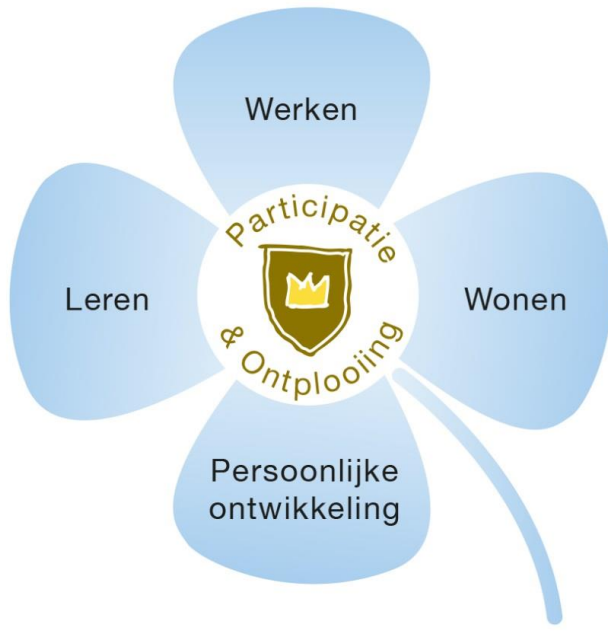 Werken
Participatie
Leren
Wonen
& Ontplooiing
Persoonlijke
ontwikkeling